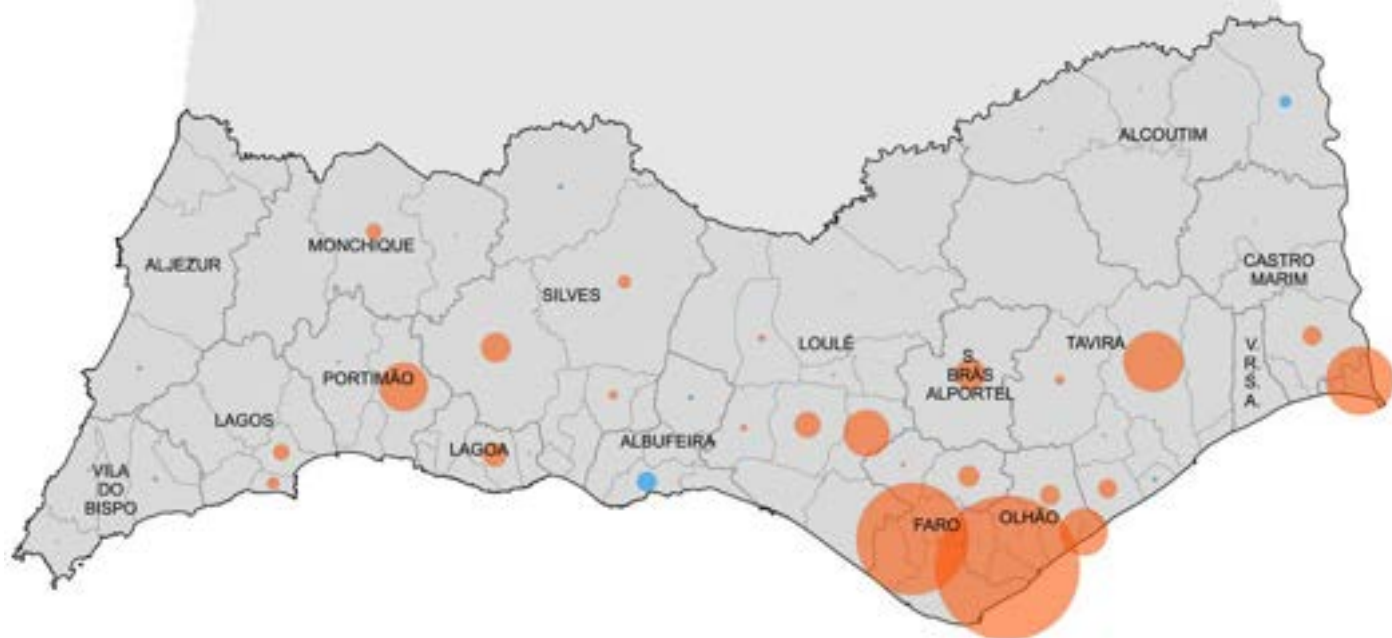 ALCOUTIM
MONCHIQUE
ALJEZUR
CASTRO
MARIM
SILVES
LOULÉ
TAVIRA
V.
R.
S.
A.
S.
BRÁS
ALPORTEL
PORTIMÃO
LAGOS
LAGOA
ALBUFEIRA
VILA
DO
BISPO
FARO
OLHÃO